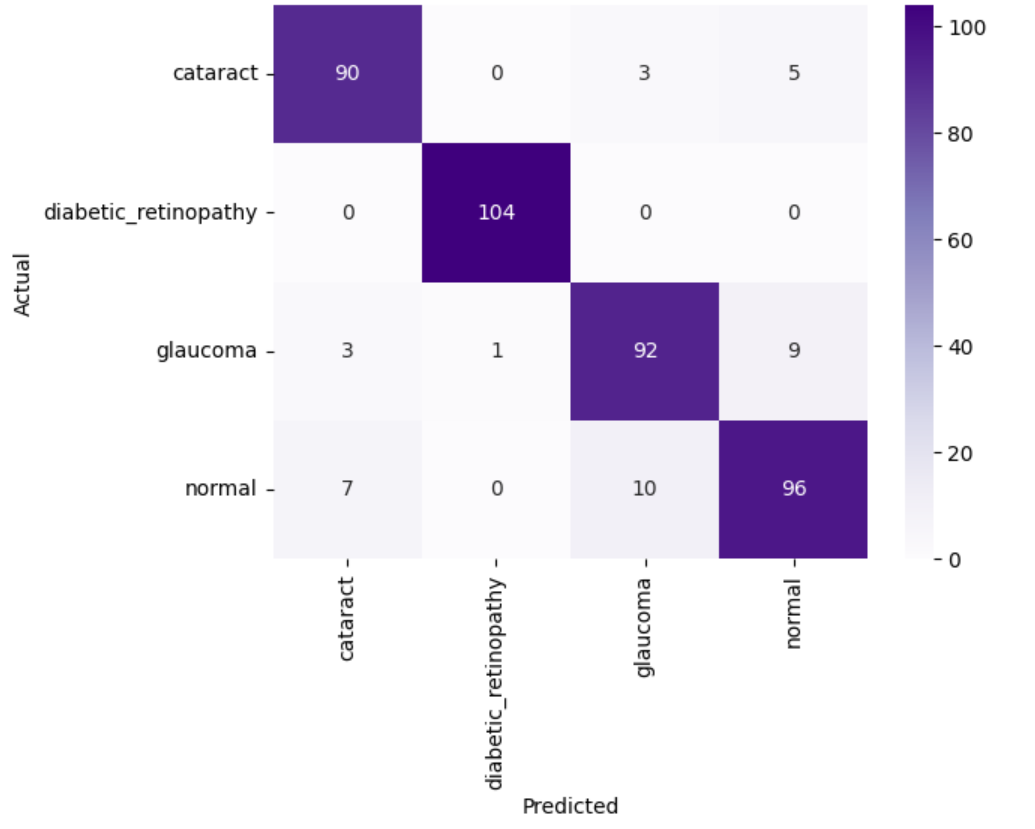 100
cataract
90 0 3 5
80
diabetic_retinopathy
0 104 0 0
60
Actual
glaucoma
3 1 92 9
40
20
normal
7 0 10 96
0
cataract
diabetic_retinopathy
glaucoma
normal
Predicted